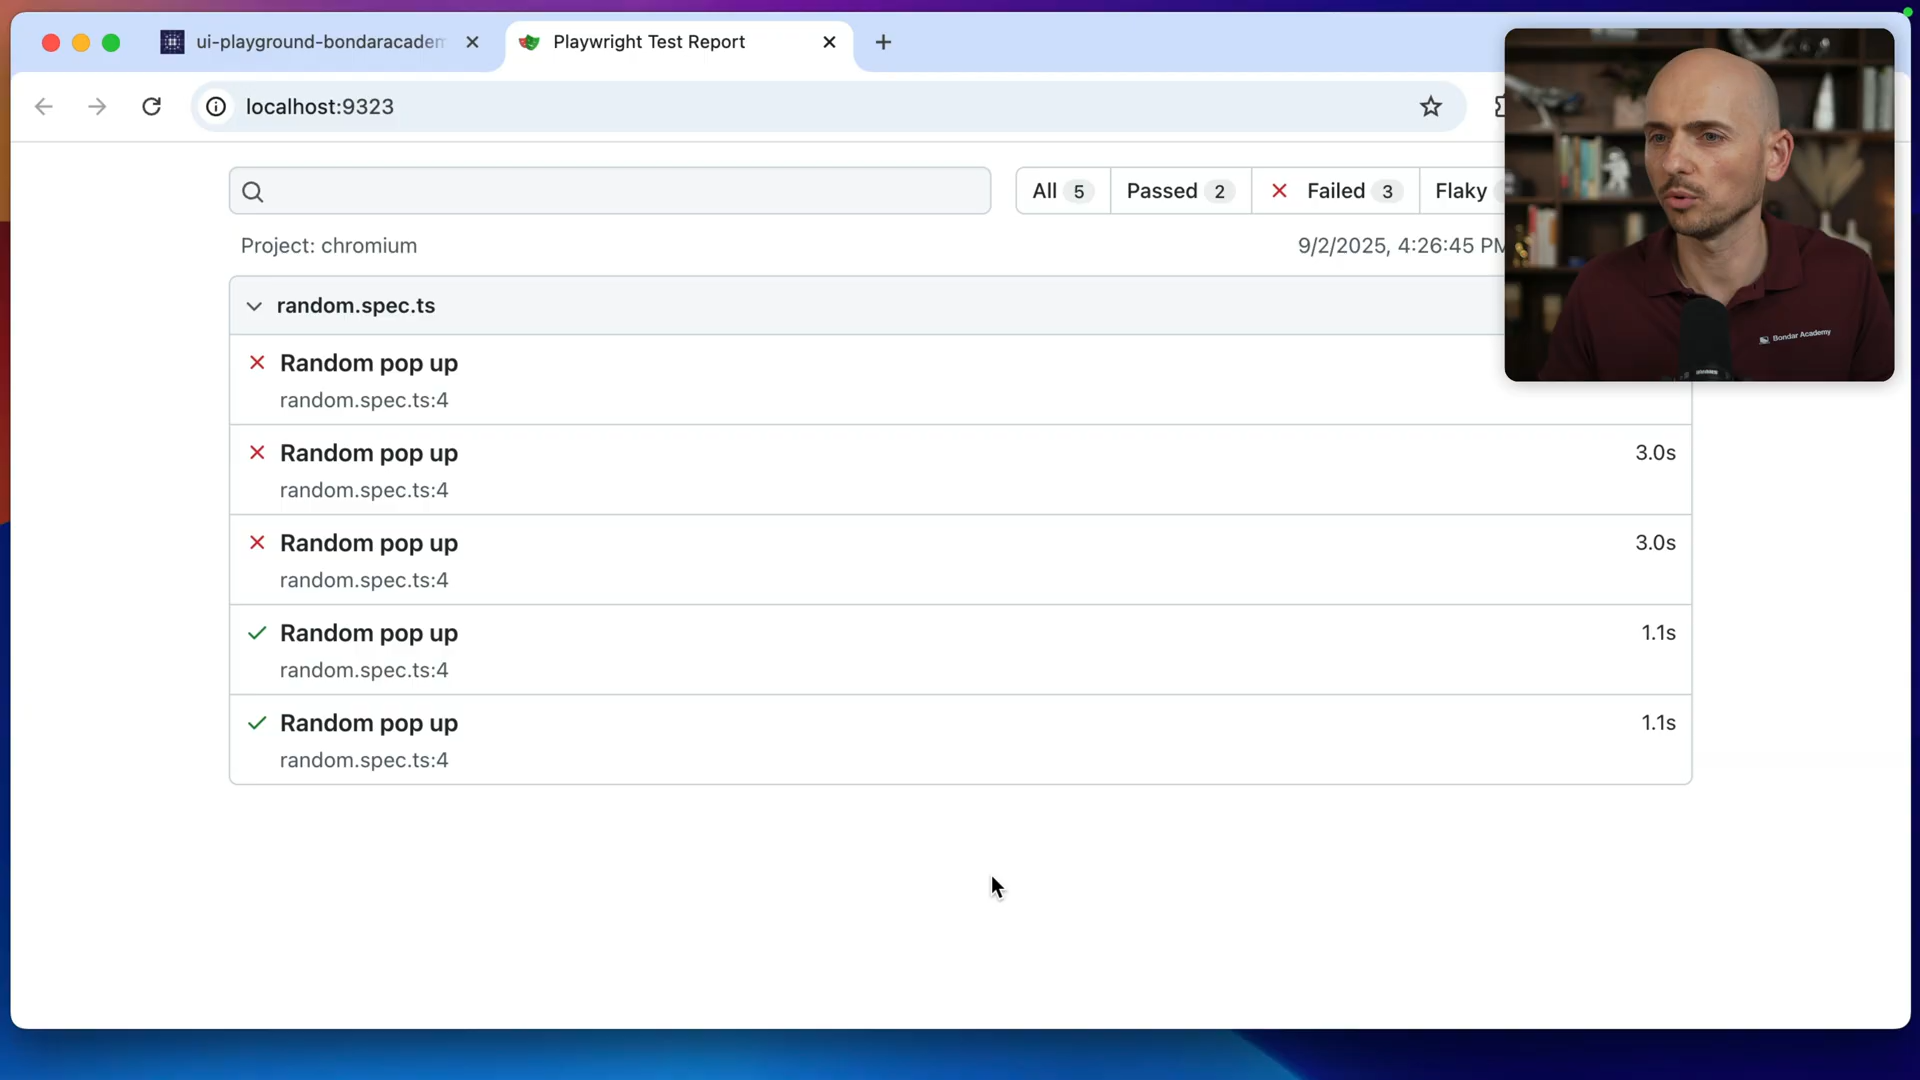 ui-playground-bondaracadem
Playwright Test Report
localhost:9323
All 5
Passed 2
Failed 3
Flaky
Project: chromium
9/2/2025, 4:26:45 PM
random.spec.ts
Random pop up
random.spec.ts:4
Random pop up
3.0s
random.spec.ts:4
Random pop up
3.0s
random.spec.ts:4
Random pop up
1.1s
random.spec.ts:4
Random pop up
1.1s
random.spec.ts:4
Bondar Academy